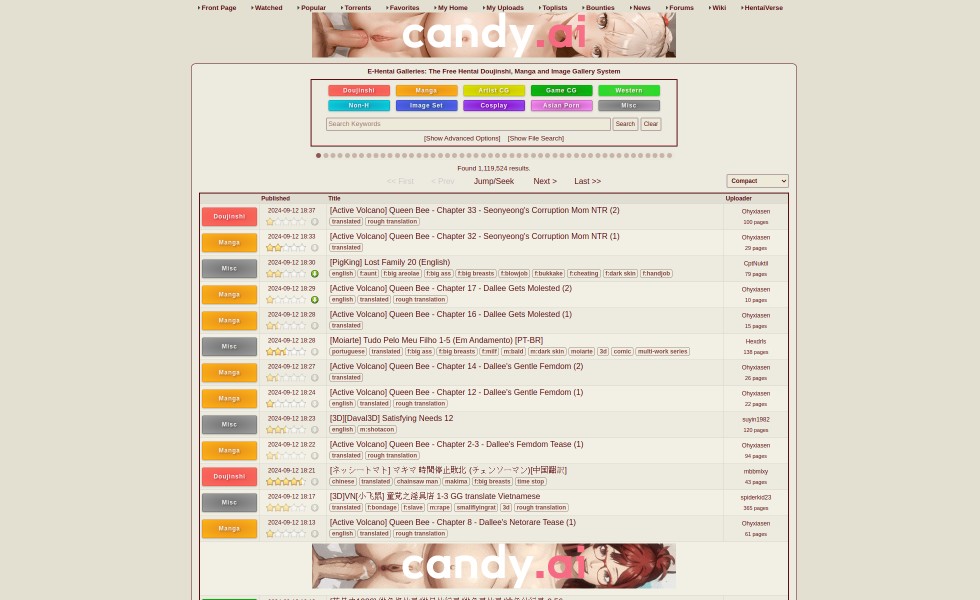 Front Page Watched Popular Torrents Favorites My Home My Uploads Toplists Bounties News Forums Wiki HentaiVerse
candy.ai
E-Hentai Galleries: The Free Hentai Doujinshi, Manga and Image Gallery System
Doujinshi Manga Artist CG Game CG Western
Non-H Image Set Cosplay Asian Porn Misc
Search Keywords Search Clear
[Show Advanced Options] [Show File Search]
Found 1,119,524 results.
<< First < Prev Jump/Seek Next > Last >> Compact
Published Title Uploader
Doujinshi 2024-09-12 18:37 [Active Volcano] Queen Bee - Chapter 33 - Seonyeong's Corruption Mom NTR (2) Ohyxiasen
translated rough translation 100 pages
Manga 2024-09-12 18:33 [Active Volcano] Queen Bee - Chapter 32 - Seonyeong's Corruption Mom NTR (1) Ohyxiasen
translated 29 pages
Misc 2024-09-12 18:30 [PigKing] Lost Family 20 (English) CptNuktil
english f:aunt f:big areolae f:big ass f:big breasts f:blowjob f:bukkake f:cheating f:dark skin f:handjob 79 pages
Manga 2024-09-12 18:29 [Active Volcano] Queen Bee - Chapter 17 - Dallee Gets Molested (2) Ohyxiasen
english translated rough translation 10 pages
Manga 2024-09-12 18:28 [Active Volcano] Queen Bee - Chapter 16 - Dallee Gets Molested (1) Ohyxiasen
translated 15 pages
Misc 2024-09-12 18:28 [Moiarte] Tudo Pelo Meu Filho 1-5 (Em Andamento) [PT-BR] Hexdrls
portuguese translated f:big ass f:big breasts f:milf m:bald m:dark skin moiarte 3d comic multi-work series 138 pages
Manga 2024-09-12 18:27 [Active Volcano] Queen Bee - Chapter 14 - Dallee's Gentle Femdom (2) Ohyxiasen
translated 26 pages
Manga 2024-09-12 18:24 [Active Volcano] Queen Bee - Chapter 12 - Dallee's Gentle Femdom (1) Ohyxiasen
english translated rough translation 22 pages
Misc 2024-09-12 18:23 [3D][Daval3D] Satisfying Needs 12 suyin1982
english m:shotacon 120 pages
Manga 2024-09-12 18:22 [Active Volcano] Queen Bee - Chapter 2-3 - Dallee's Femdom Tease (1) Ohyxiasen
translated rough translation 94 pages
Doujinshi 2024-09-12 18:21 [ネッシートマト] マキマ 時間停止敗北 (チェンソーマン)[中国翻訳] mbbmlxy
chinese translated chainsaw man makima f:big breasts time stop 43 pages
Misc 2024-09-12 18:17 1-3 GG translate Vietnamese spiderkid23
translated f:bondage f:slave m:rape smallflyingrat 3d rough translation 365 pages
Manga 2024-09-12 18:13 [Active Volcano] Queen Bee - Chapter 8 - Dallee's Netorare Tease (1) Ohyxiasen
english translated rough translation 61 pages
candy.ai